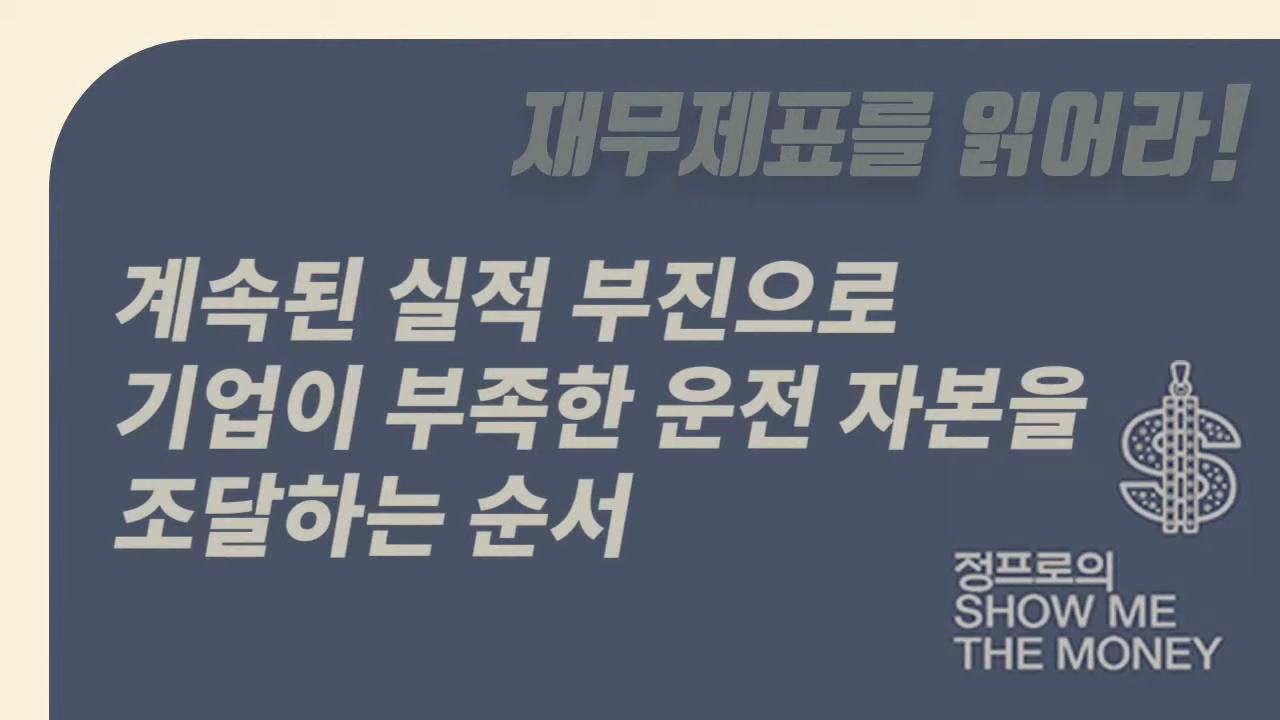 재무제표를 읽어라!
계속된 실적 부진으로
기업이 부족한 운전 자본을
조달하는 순서
정프로의
SHOW ME
THE MONEY